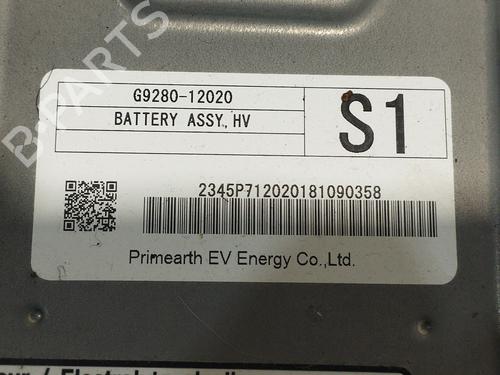 B-PARTS
G9280-12020
BATTERY ASSY,HV
S1
2345P712020181090358
Primearth EV Energy Co.,Ltd.